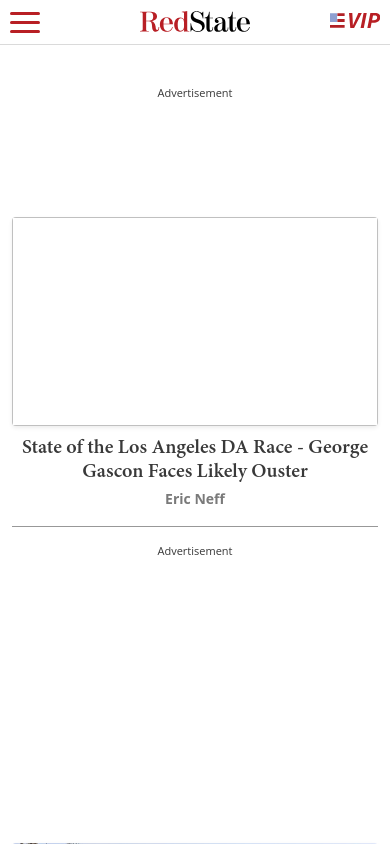 RedState
VIP
Advertisement
State of the Los Angeles DA Race - George
Gascon Faces Likely Ouster
Eric Neff
Advertisement